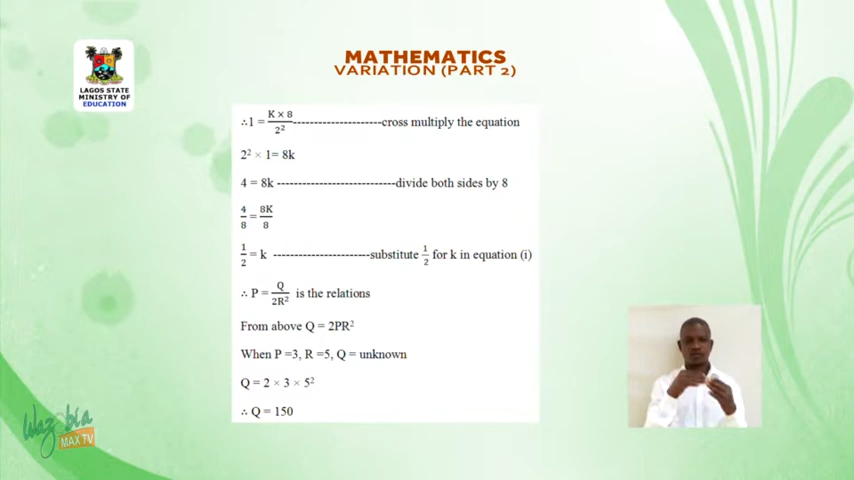 MATHEMATICS
VARIATION (PART 2)
LAGOS STATE
MINISTRY OF
EDUCATION
∴1 = K × 8/2² ----------------------cross multiply the equation
2² × 1= 8k
4 = 8k -----------------------------divide both sides by 8
4/8 = 8K/8
1/2 = k ------------------------substitute 1/2 for k in equation (i)
∴ P = Q/2R² is the relations
From above Q = 2PR²
When P =3, R =5, Q = unknown
Q = 2 × 3 × 5²
∴ Q = 150
Wazobia
MAX TV